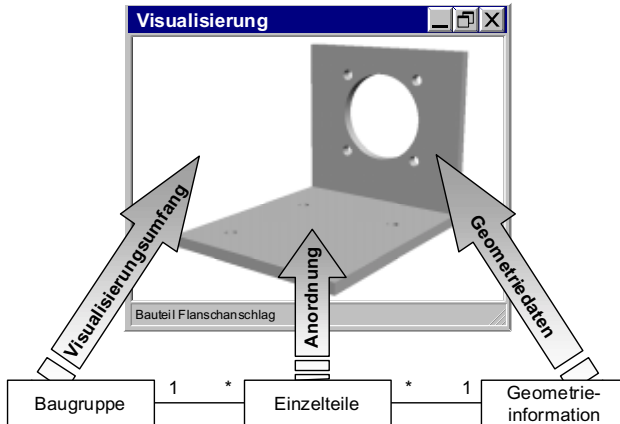 Visualisierung
Visualisierungsumfang
Anordnung
Geometriedaten
Bauteil Flanschanschlag
Baugruppe
1
*
Einzelteile
*
1
Geometrie-
information